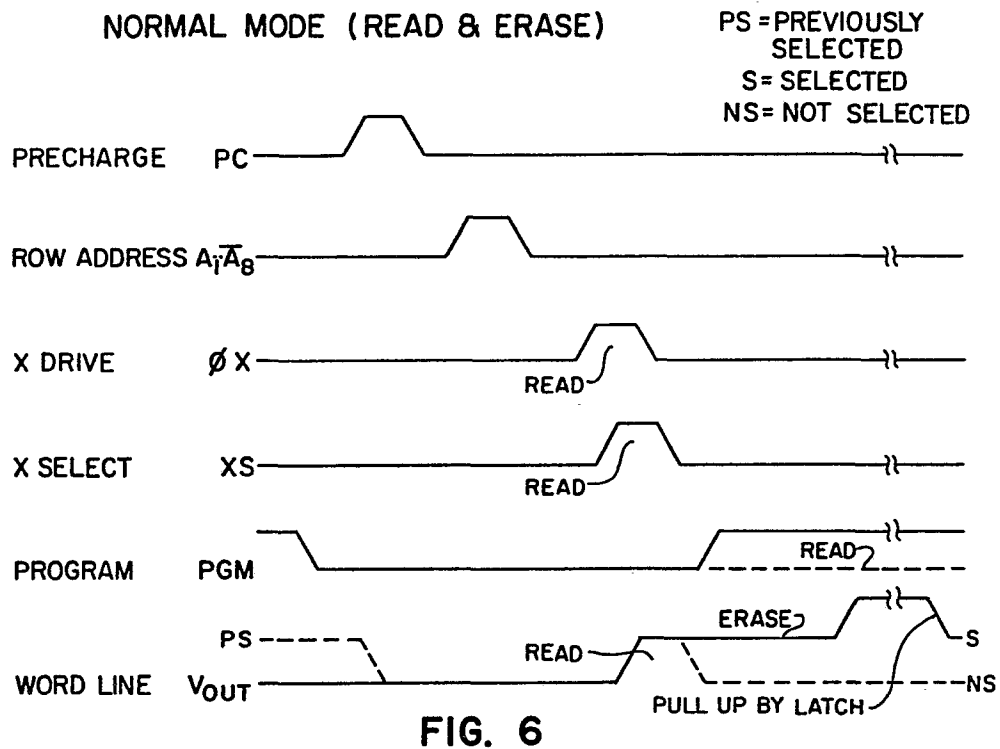 NORMAL MODE (READ & ERASE)
PS = PREVIOUSLY
SELECTED
S = SELECTED
NS = NOT SELECTED
PRECHARGE PC
ROW ADDRESS A₁-A̅₈
X DRIVE ØX
READ
X SELECT XS
READ
PROGRAM PGM
READ
PS
ERASE
S
READ
WORD LINE VOUT
NS
PULL UP BY LATCH
FIG. 6